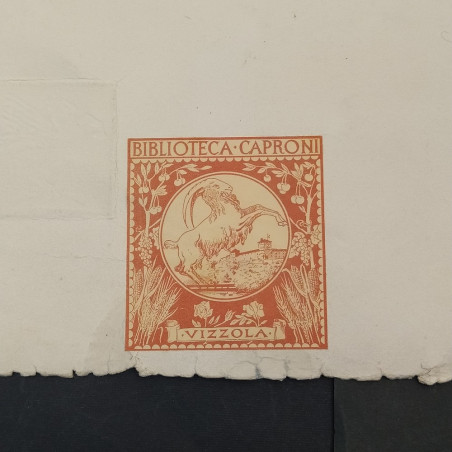 BIBLIOTECA · CAPRONI
· VIZZOLA ·